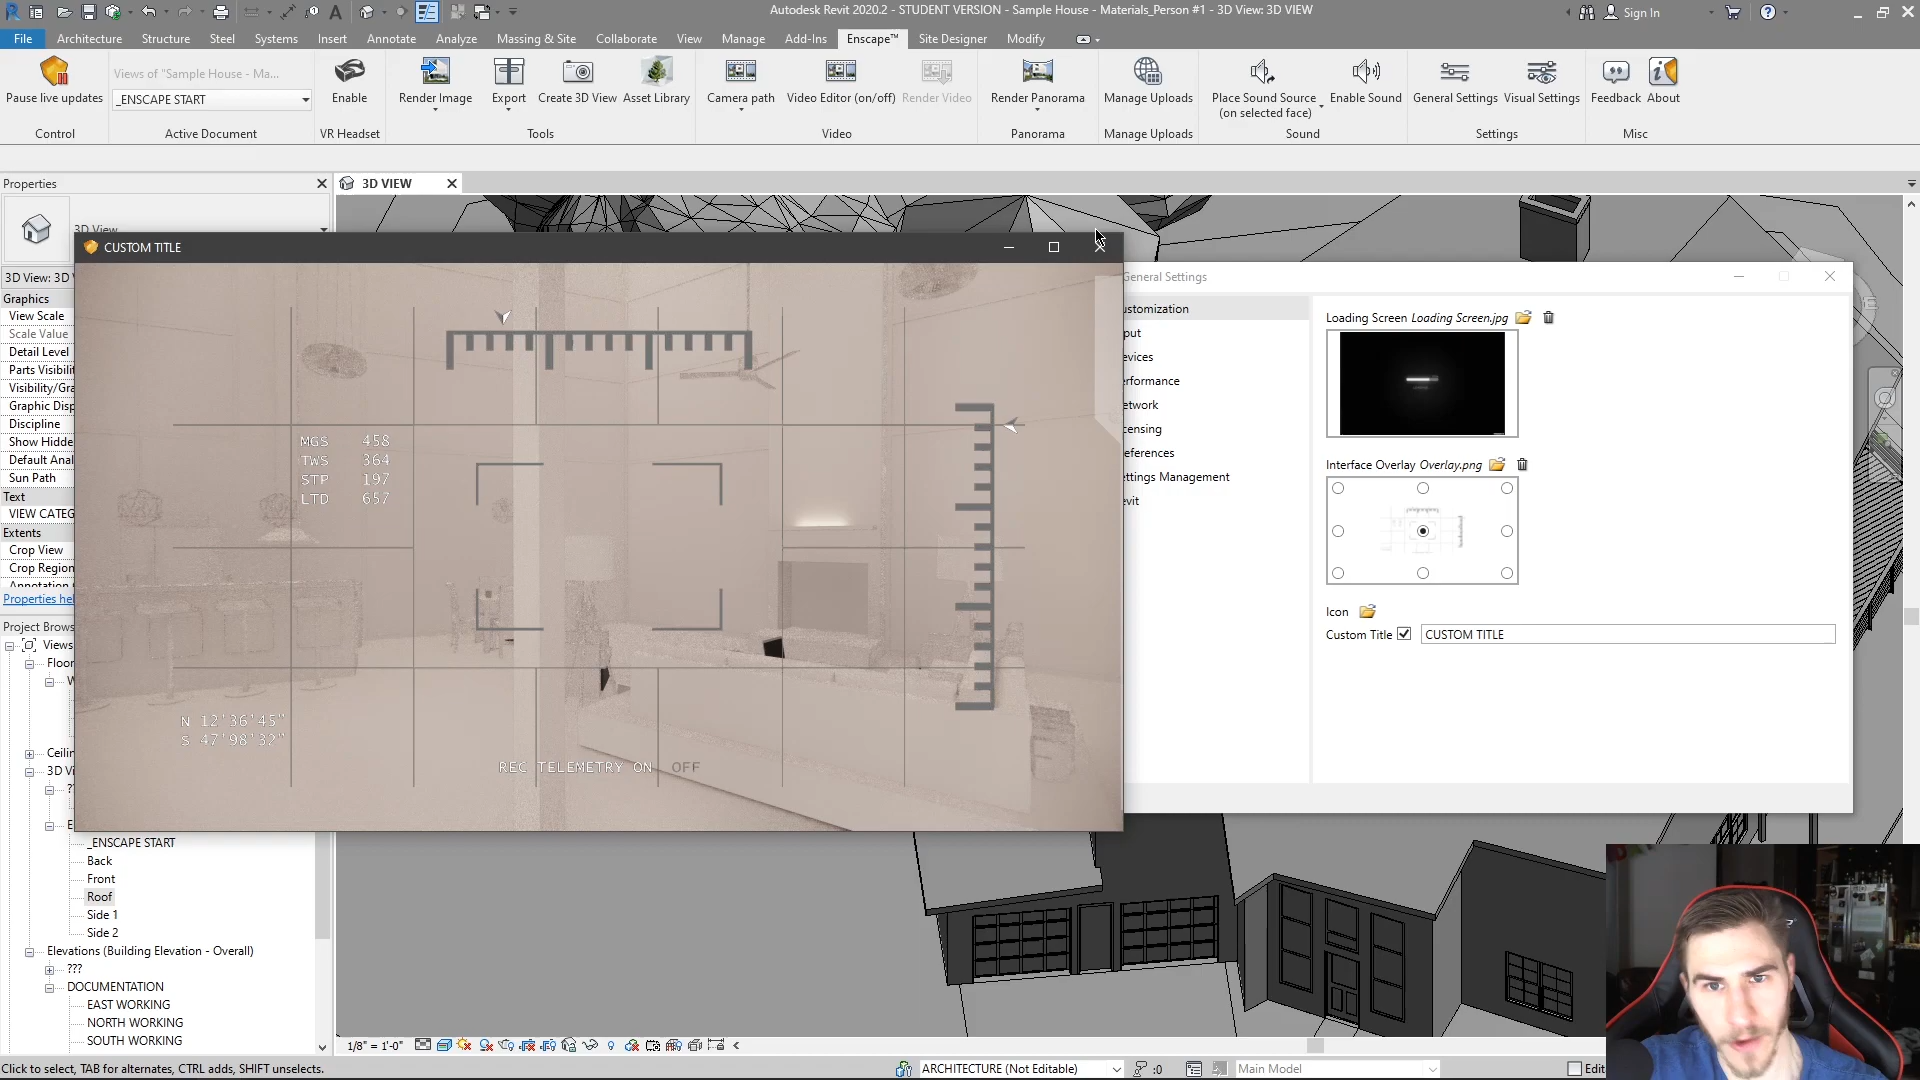 Autodesk Revit 2020.2 - STUDENT VERSION - Sample House - Materials_Person #1 - 3D View: 3D VIEW
Sign In
File Architecture Structure Steel Systems Insert Annotate Analyze Massing & Site Collaborate View Manage Add-Ins Enscape™ Site Designer Modify
Views of "Sample House - Ma...
_ENSCAPE START
Pause live updates
Enable
Render Image
Export
Create 3D View
Asset Library
Camera path
Video Editor (on/off)
Render Video
Render Panorama
Manage Uploads
Place Sound Source
(on selected face)
Enable Sound
General Settings
Visual Settings
Feedback
About
Control
Active Document
VR Headset
Tools
Video
Panorama
Manage Uploads
Sound
Settings
Misc
Properties
3D VIEW
3D View
3D View: 3D
Graphics
View Scale
Scale Value
Detail Level
Parts Visibili
Visibility/Gra
Graphic Disp
Discipline
Show Hidde
Default Anal
Sun Path
Text
VIEW CATEG
Extents
Crop View
Crop Region
Annotation
Properties hel
Project Brows
Views
Floor
W
Ceilin
3D Vi
??
E
_ENSCAPE START
Back
Front
Roof
Side 1
Side 2
Elevations (Building Elevation - Overall)
???
DOCUMENTATION
EAST WORKING
NORTH WORKING
SOUTH WORKING
CUSTOM TITLE
MGS 458
TWS 364
STP 197
LTD 657
N 12°36'45"
S 47°98'32"
REC TELEMETRY ON OFF
General Settings
ustomization
put
evices
erformance
etwork
censing
references
ettings Management
evit
Loading Screen Loading Screen.jpg
Interface Overlay Overlay.png
Icon
Custom Title CUSTOM TITLE
1/8" = 1'-0"
Click to select, TAB for alternates, CTRL adds, SHIFT unselects.
ARCHITECTURE (Not Editable)
:0
Main Model
Edit